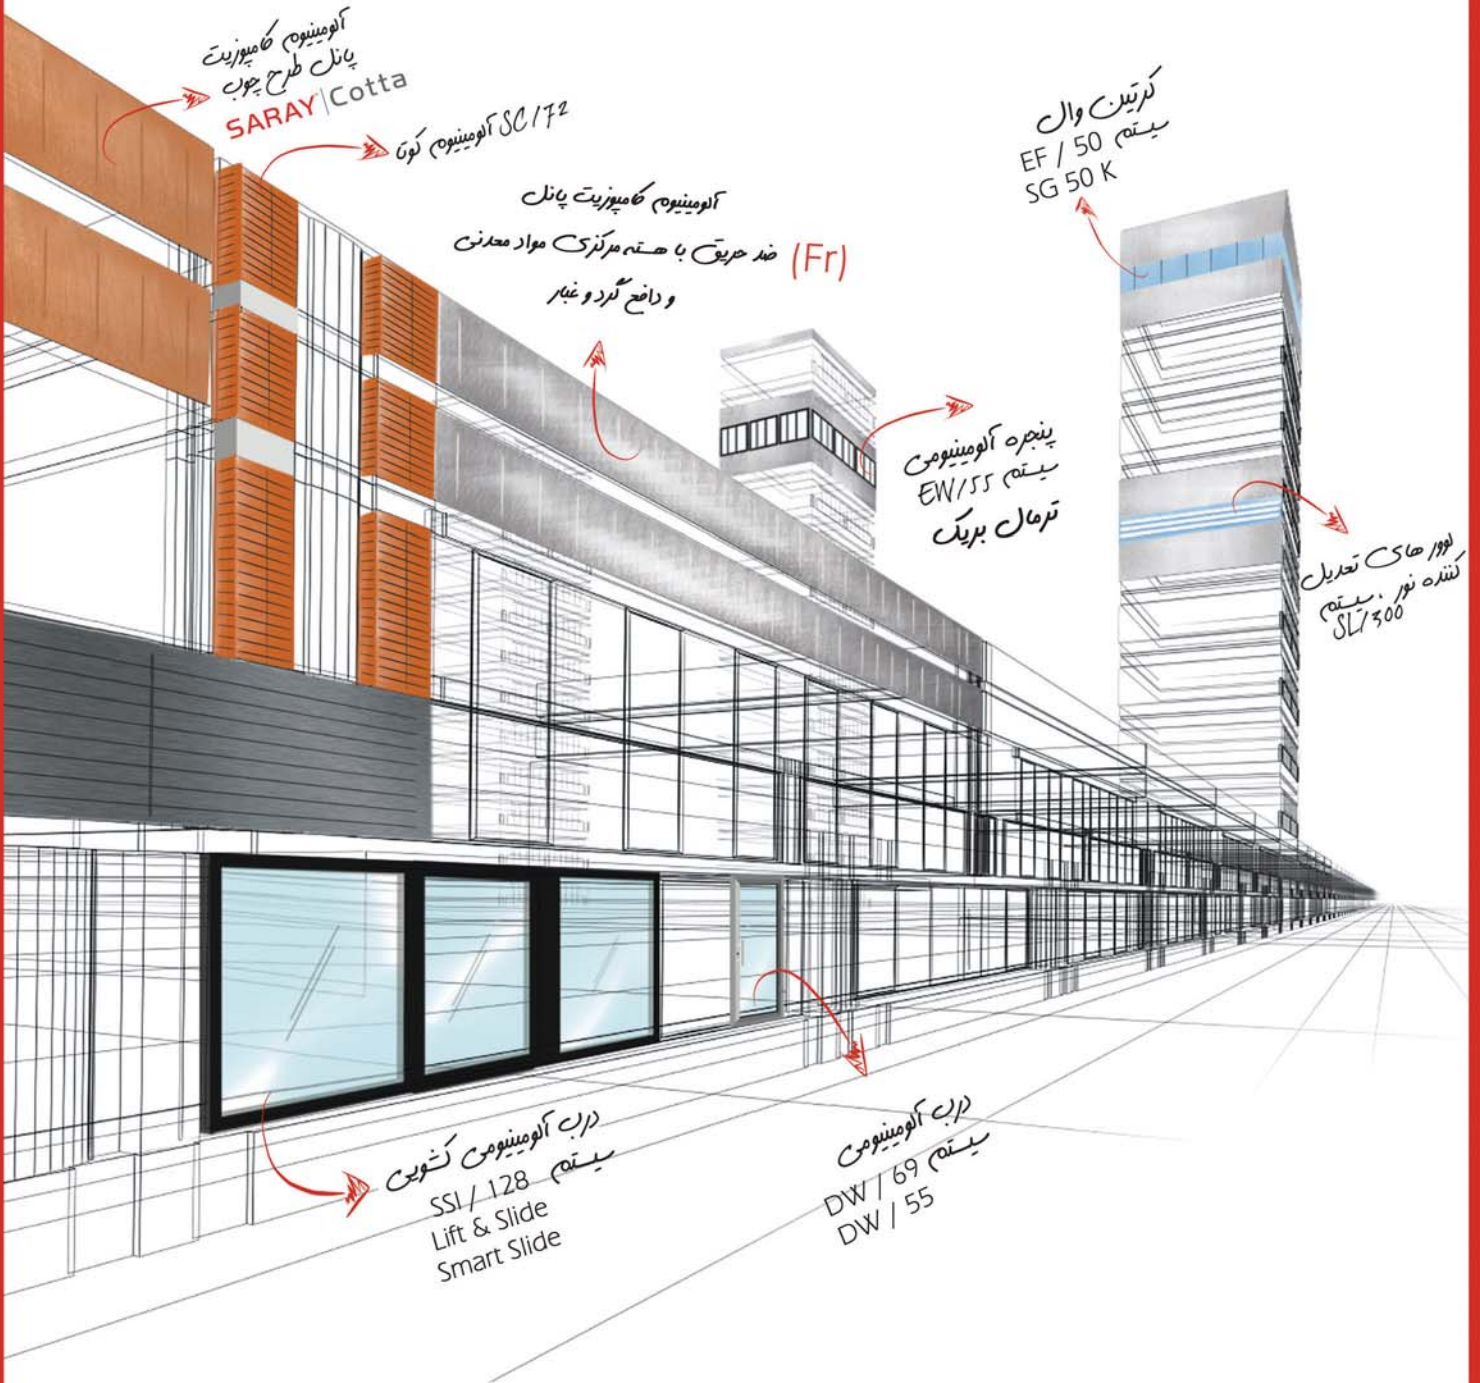 آلومینیوم کامپوزیت
پانل طرح چوب
SARAY | Cotta
SC/72 آلومینیوم کوتا
آلومینیوم کامپوزیت پانل
ضد حریق با هسته مرکزی مواد معدنی (Fr)
و دافع گرد و غبار
کرتین وال
سیستم EF / 50
SG 50 K
پنجره آلومینیومی
سیستم EW/55
ترمال بریک
لوور های تعدیل
کننده نور . سیستم
SL/300
درب آلومینیومی کشویی
سیستم SSI / 128
Lift & Slide
Smart Slide
درب آلومینیومی
سیستم DW / 69
DW / 55